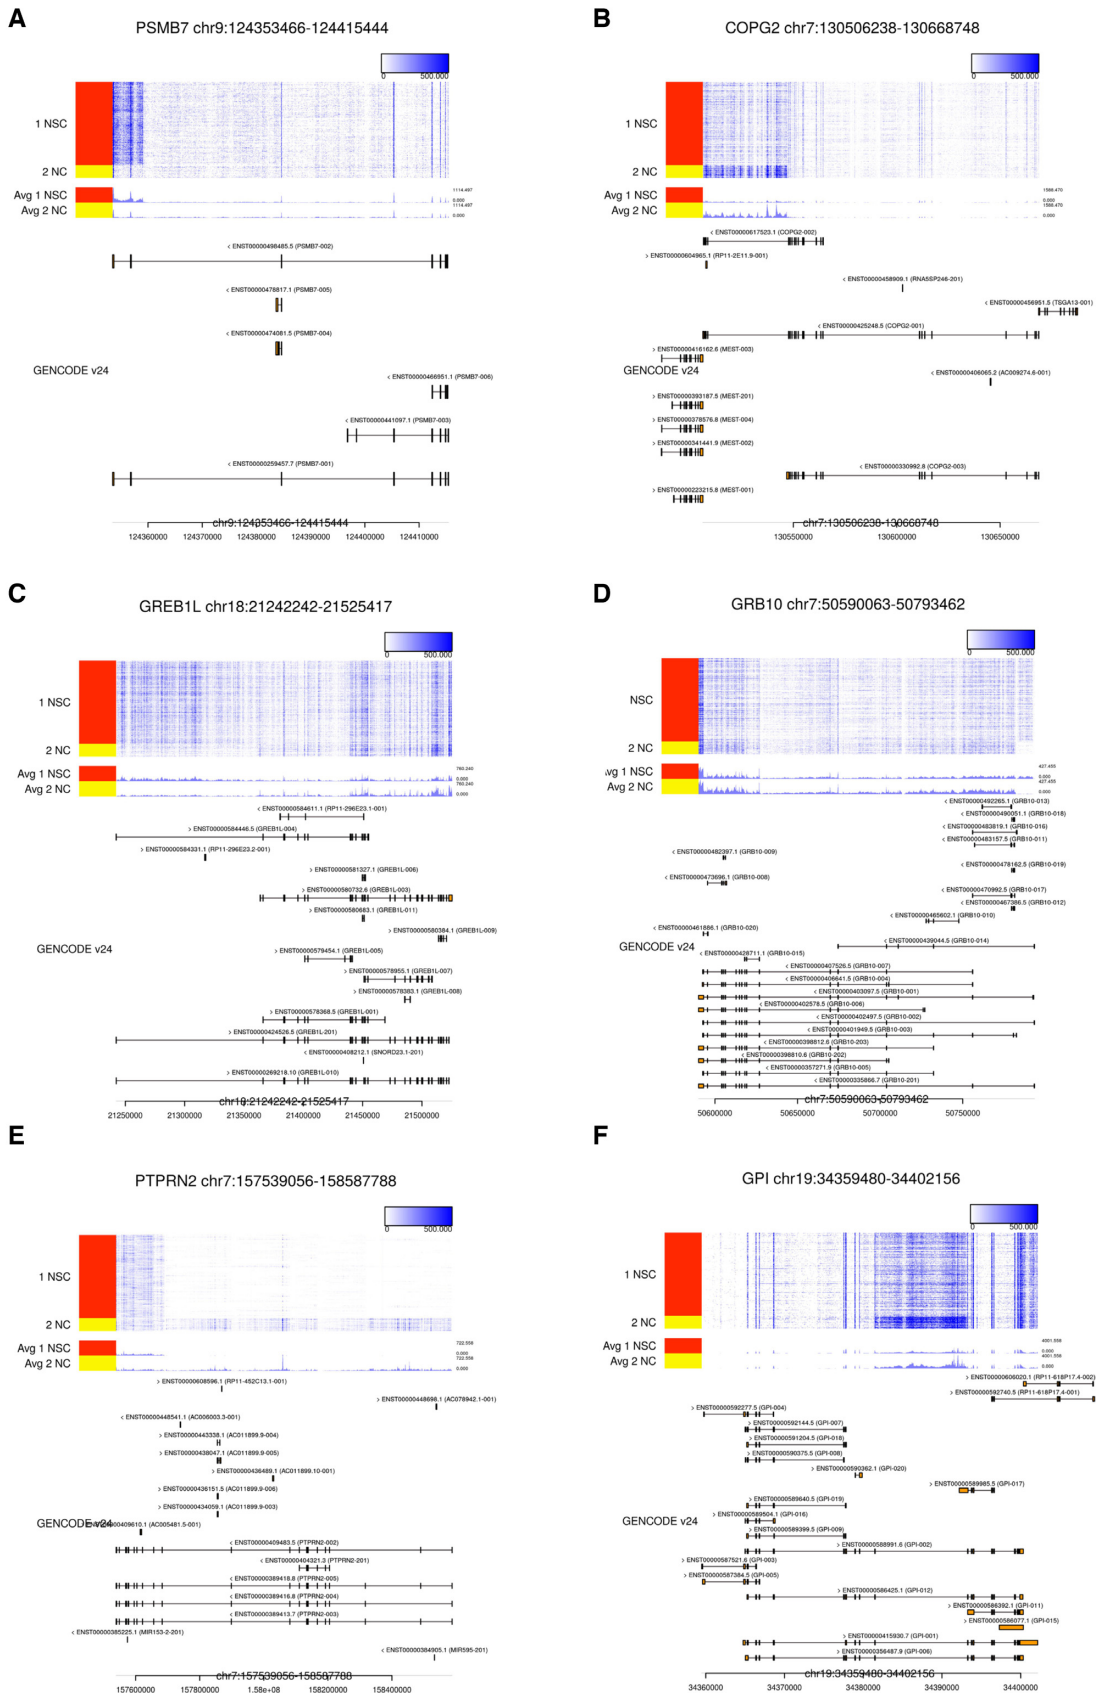 A
PSMB7 chr9:124353466-124415444
0 500.000
1 NSC
2 NC
Avg 1 NSC
Avg 2 NC
1114.497
0.000
1114.497
0.000
< ENST00000498485.5 (PSMB7-002)
< ENST00000478817.1 (PSMB7-005)
< ENST00000474081.5 (PSMB7-004)
GENCODE v24
< ENST00000466951.1 (PSMB7-006)
< ENST00000441097.1 (PSMB7-003)
< ENST00000259457.7 (PSMB7-001)
chr9:124353466-124415444
124360000 124370000 124380000 124390000 124400000 124410000
B
COPG2 chr7:130506238-130668748
0 500.000
1 NSC
2 NC
Avg 1 NSC
Avg 2 NC
1588.470
0.000
1588.470
0.000
< ENST00000617523.1 (COPG2-002)
< ENST00000604965.1 (RP11-2E11.9-001)
< ENST00000458909.1 (RNA5SP246-201)
< ENST00000456951.5 (TSGA13-001)
< ENST00000425248.5 (COPG2-001)
> ENST00000416162.6 (MEST-003)
GENCODE v24
< ENST00000406065.2 (AC009274.6-001)
> ENST00000393187.5 (MEST-201)
> ENST00000378576.8 (MEST-004)
> ENST00000341441.9 (MEST-002)
< ENST00000330992.8 (COPG2-003)
> ENST00000223215.8 (MEST-001)
chr7:130506238-130668748
130550000 130600000 130650000
C
GREB1L chr18:21242242-21525417
0 500.000
1 NSC
2 NC
Avg 1 NSC
Avg 2 NC
760.240
0.000
760.240
0.000
< ENST00000584611.1 (RP11-296E23.1-001)
> ENST00000584446.5 (GREB1L-004)
> ENST00000584331.1 (RP11-296E23.2-001)
> ENST00000581327.1 (GREB1L-006)
> ENST00000580732.6 (GREB1L-003)
> ENST00000580683.1 (GREB1L-011)
> ENST00000580384.1 (GREB1L-009)
GENCODE v24
> ENST00000579454.1 (GREB1L-005)
> ENST00000578955.1 (GREB1L-007)
> ENST00000578383.1 (GREB1L-008)
> ENST00000578368.5 (GREB1L-001)
> ENST00000424526.5 (GREB1L-201)
< ENST00000408212.1 (SNORD23.1-201)
> ENST00000269218.10 (GREB1L-010)
chr18:21242242-21525417
21250000 21300000 21350000 21400000 21450000 21500000
D
GRB10 chr7:50590063-50793462
0 500.000
NSC
2 NC
Avg 1 NSC
Avg 2 NC
427.455
0.000
427.455
0.000
< ENST00000492265.1 (GRB10-013)
< ENST00000490051.1 (GRB10-018)
< ENST00000483819.1 (GRB10-016)
< ENST00000483157.5 (GRB10-011)
< ENST00000482397.1 (GRB10-009)
< ENST00000478162.5 (GRB10-019)
< ENST00000473696.1 (GRB10-008)
< ENST00000470992.5 (GRB10-017)
< ENST00000467386.5 (GRB10-012)
< ENST00000465602.1 (GRB10-010)
< ENST00000461886.1 (GRB10-020)
GENCODE v24
< ENST00000439044.5 (GRB10-014)
< ENST00000428711.1 (GRB10-015)
< ENST00000407526.5 (GRB10-007)
< ENST00000406641.5 (GRB10-004)
< ENST00000403097.5 (GRB10-001)
< ENST00000402578.5 (GRB10-006)
< ENST00000402497.5 (GRB10-002)
< ENST00000401949.5 (GRB10-003)
< ENST00000398812.6 (GRB10-203)
< ENST00000398810.6 (GRB10-202)
< ENST00000357271.9 (GRB10-005)
< ENST00000335866.7 (GRB10-201)
chr7:50590063-50793462
50600000 50650000 50700000 50750000
E
PTPRN2 chr7:157539056-158587788
0 500.000
1 NSC
2 NC
Avg 1 NSC
Avg 2 NC
722.558
0.000
722.558
0.000
> ENST00000608596.1 (RP11-452C13.1-001)
< ENST00000448698.1 (AC078942.1-001)
< ENST00000448541.1 (AC006003.3-001)
> ENST00000443338.1 (AC011899.9-004)
> ENST00000438047.1 (AC011899.9-005)
> ENST00000436489.1 (AC011899.10-001)
> ENST00000436151.5 (AC011899.9-006)
> ENST00000434059.1 (AC011899.9-003)
GENCODE v24
ENST00000409610.1 (AC005481.5-001)
< ENST00000409483.5 (PTPRN2-002)
< ENST00000404321.3 (PTPRN2-201)
< ENST00000389418.8 (PTPRN2-005)
< ENST00000389416.8 (PTPRN2-004)
< ENST00000389413.7 (PTPRN2-003)
> ENST00000385225.1 (MIR153-2-201)
< ENST00000384905.1 (MIR595-201)
chr7:157539056-158587788
157600000 157800000 1.58e+08 158200000 158400000
F
GPI chr19:34359480-34402156
0 500.000
1 NSC
2 NC
Avg 1 NSC
Avg 2 NC
4001.558
0.000
4001.558
0.000
> ENST00000606020.1 (RP11-618P17.4-002)
> ENST00000592740.5 (RP11-618P17.4-001)
> ENST00000592277.5 (GPI-004)
> ENST00000592144.5 (GPI-007)
> ENST00000591204.5 (GPI-018)
> ENST00000590375.5 (GPI-008)
> ENST00000590362.1 (GPI-020)
> ENST00000589985.5 (GPI-017)
> ENST00000589640.5 (GPI-019)
> ENST00000589504.1 (GPI-016)
GENCODE v24
> ENST00000589399.5 (GPI-009)
> ENST00000588991.6 (GPI-002)
> ENST00000587521.6 (GPI-003)
> ENST00000587384.5 (GPI-005)
> ENST00000586425.1 (GPI-012)
> ENST00000586392.1 (GPI-011)
> ENST00000586077.1 (GPI-015)
> ENST00000415930.7 (GPI-001)
> ENST00000356487.9 (GPI-006)
chr19:34359480-34402156
34360000 34370000 34380000 34390000 34400000